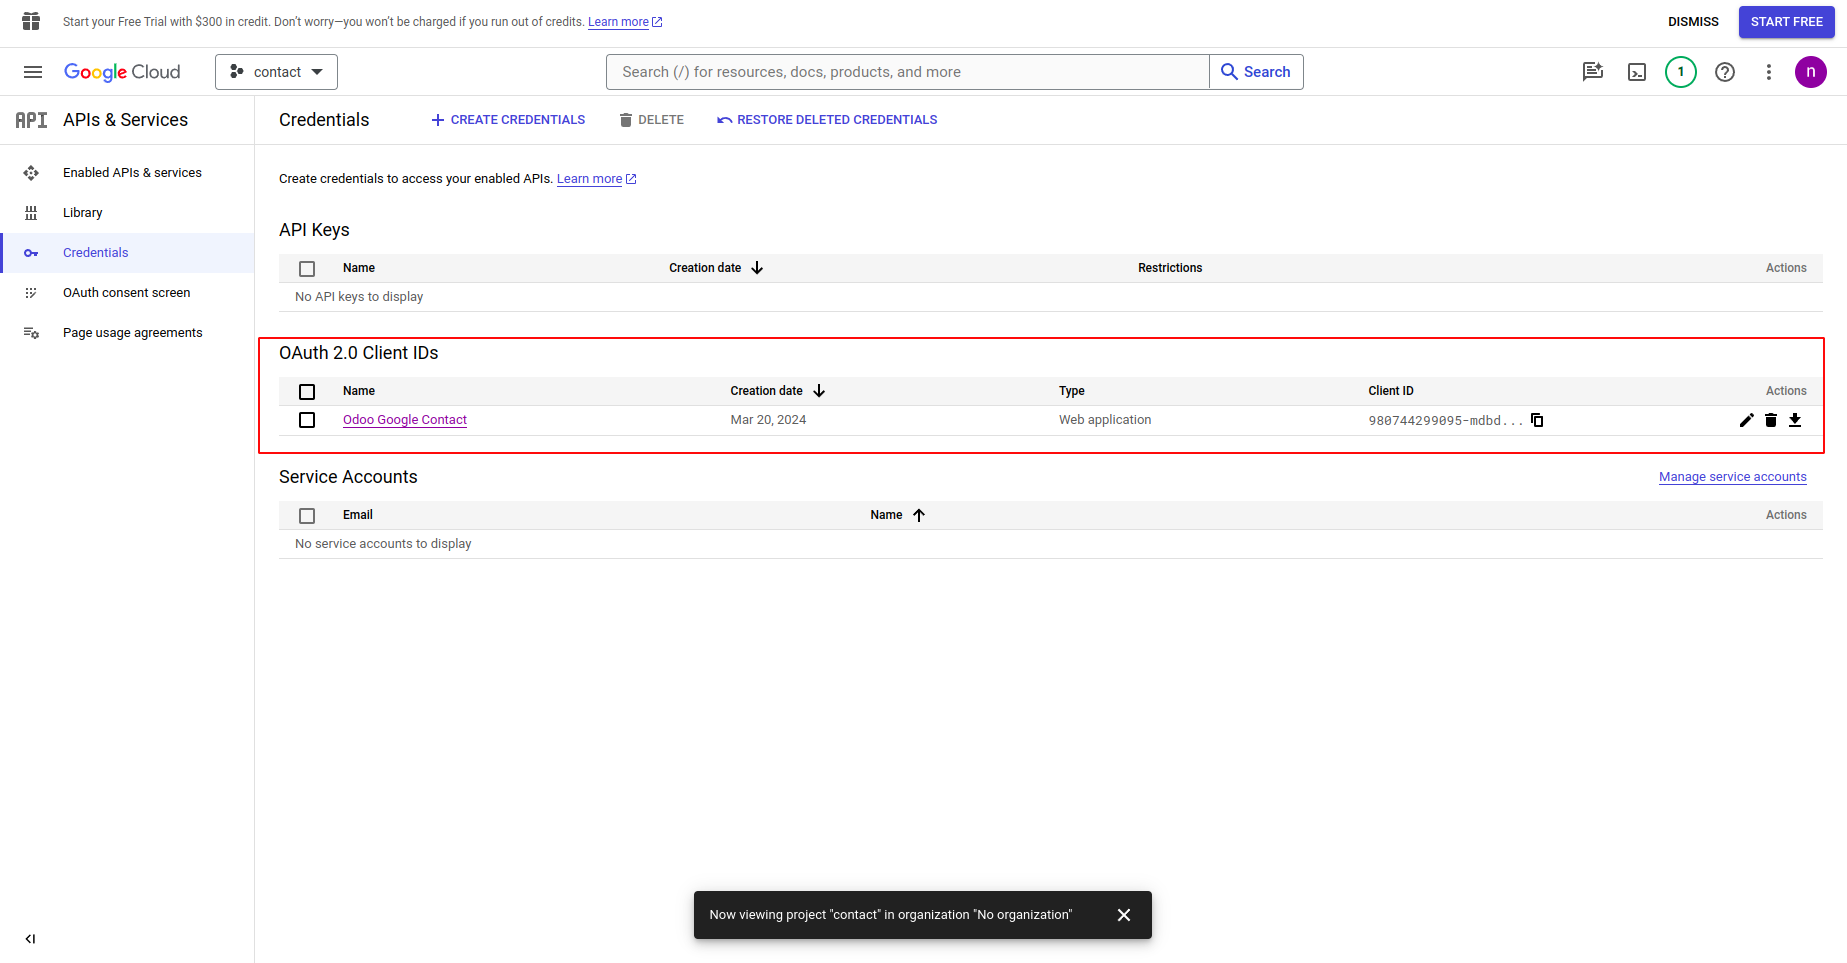 Start your Free Trial with $300 in credit. Don't worry—you won't be charged if you run out of credits. Learn more
DISMISS
START FREE
Google Cloud
contact
Search (/) for resources, docs, products, and more
Search
1
n
API
APIs & Services
Credentials
CREATE CREDENTIALS
DELETE
RESTORE DELETED CREDENTIALS
Enabled APIs & services
Library
Credentials
OAuth consent screen
Page usage agreements
Create credentials to access your enabled APIs. Learn more
API Keys
Name Creation date Restrictions Actions
No API keys to display
OAuth 2.0 Client IDs
Name Creation date Type Client ID Actions
Odoo Google Contact Mar 20, 2024 Web application 980744299095-mdbd...
Service Accounts
Manage service accounts
Email Name Actions
No service accounts to display
Now viewing project "contact" in organization "No organization"